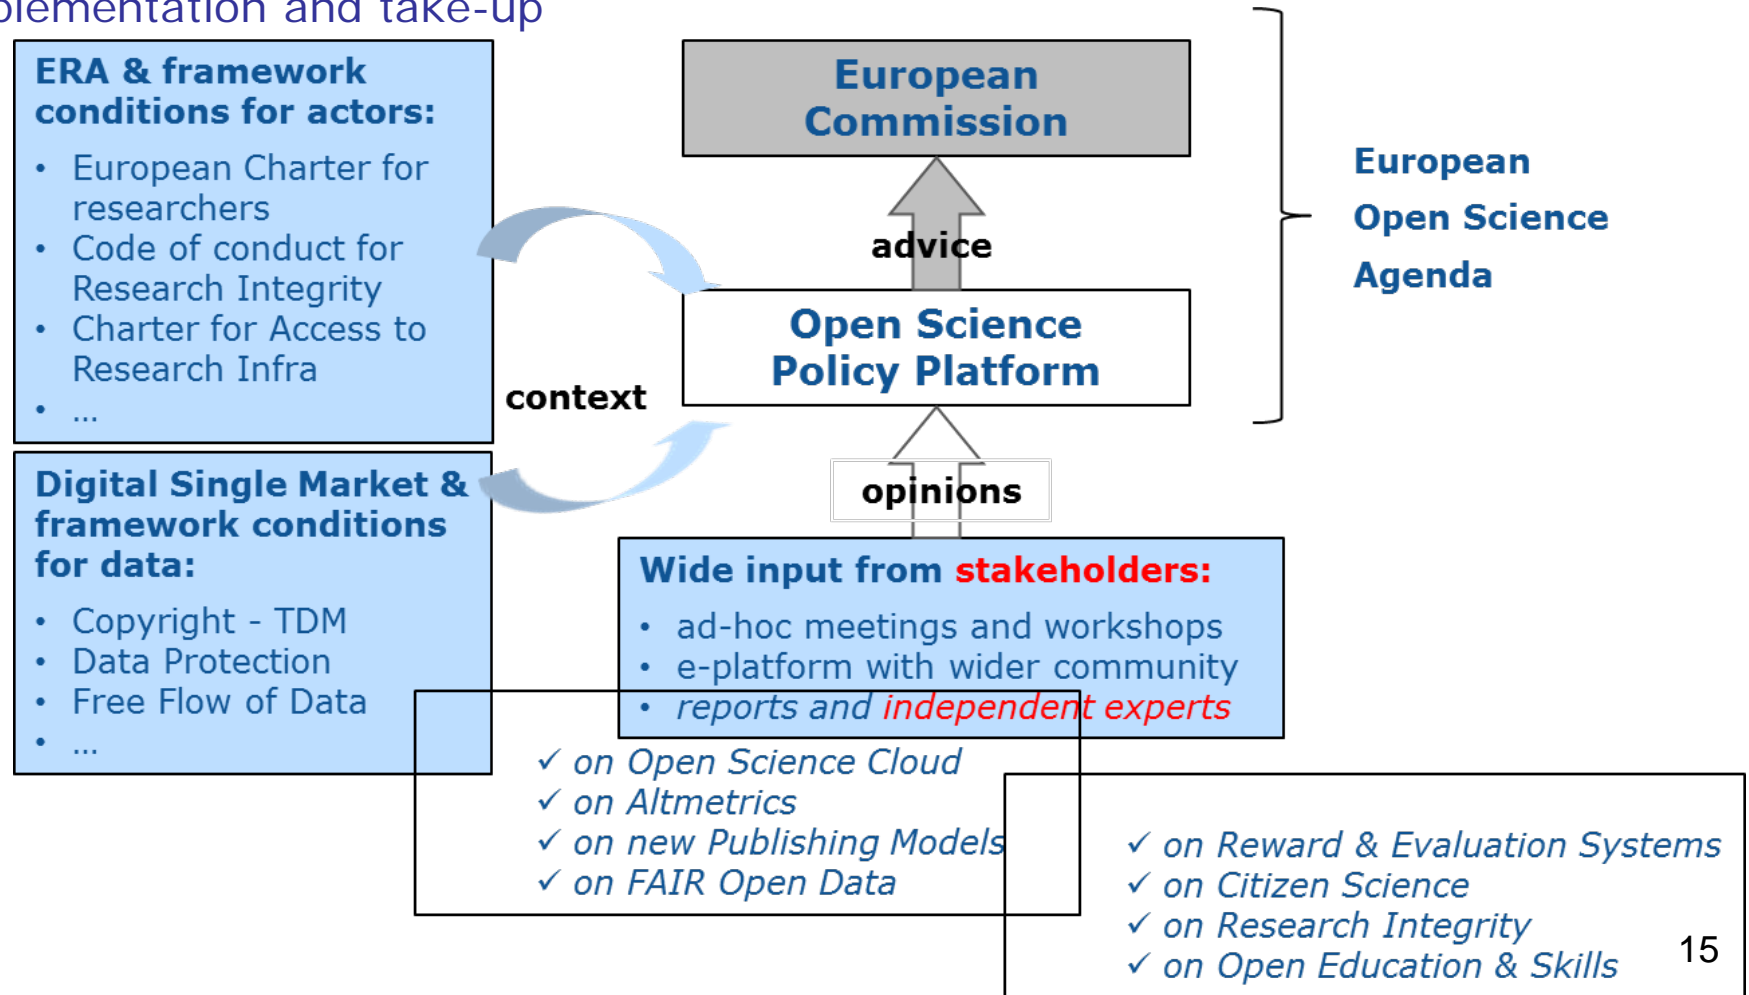 plementation and take-up
ERA & framework
conditions for actors:
• European Charter for
researchers
• Code of conduct for
Research Integrity
• Charter for Access to
Research Infra
• ...
Digital Single Market &
framework conditions
for data:
• Copyright - TDM
• Data Protection
• Free Flow of Data
• ...
context
European
Commission
advice
Open Science
Policy Platform
opinions
Wide input from stakeholders:
• ad-hoc meetings and workshops
• e-platform with wider community
• reports and independent experts
✓ on Open Science Cloud
✓ on Altmetrics
✓ on new Publishing Models
✓ on FAIR Open Data
✓ on Reward & Evaluation Systems
✓ on Citizen Science
✓ on Research Integrity
✓ on Open Education & Skills
European
Open Science
Agenda
15